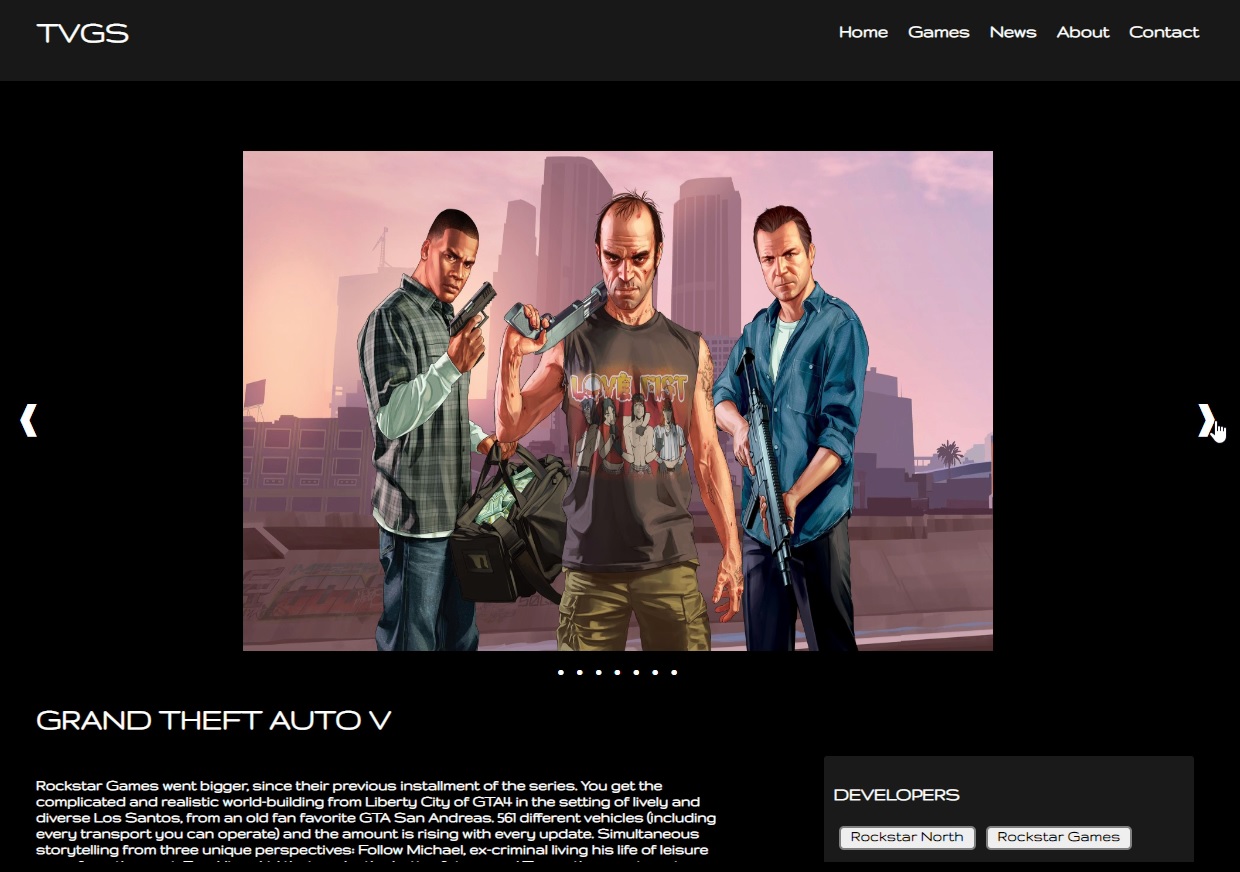 TVGS
Home Games News About Contact
❰
❱
LOVE FIST
GRAND THEFT AUTO V
Rockstar Games went bigger, since their previous installment of the series. You get the
complicated and realistic world-building from Liberty City of GTA4 in the setting of lively and
diverse Los Santos, from an old fan favorite GTA San Andreas. 561 different vehicles (including
every transport you can operate) and the amount is rising with every update. Simultaneous
storytelling from three unique perspectives: Follow Michael, ex-criminal living his life of leisure
DEVELOPERS
Rockstar North Rockstar Games